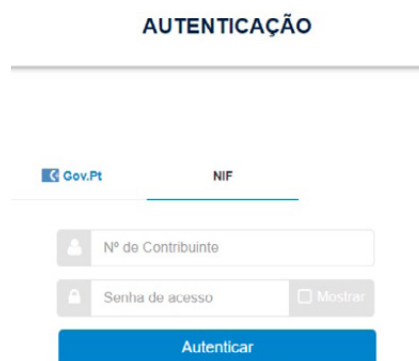 AUTENTICAÇÃO
Gov.Pt NIF
Nº de Contribuinte
Senha de acesso Mostrar
Autenticar